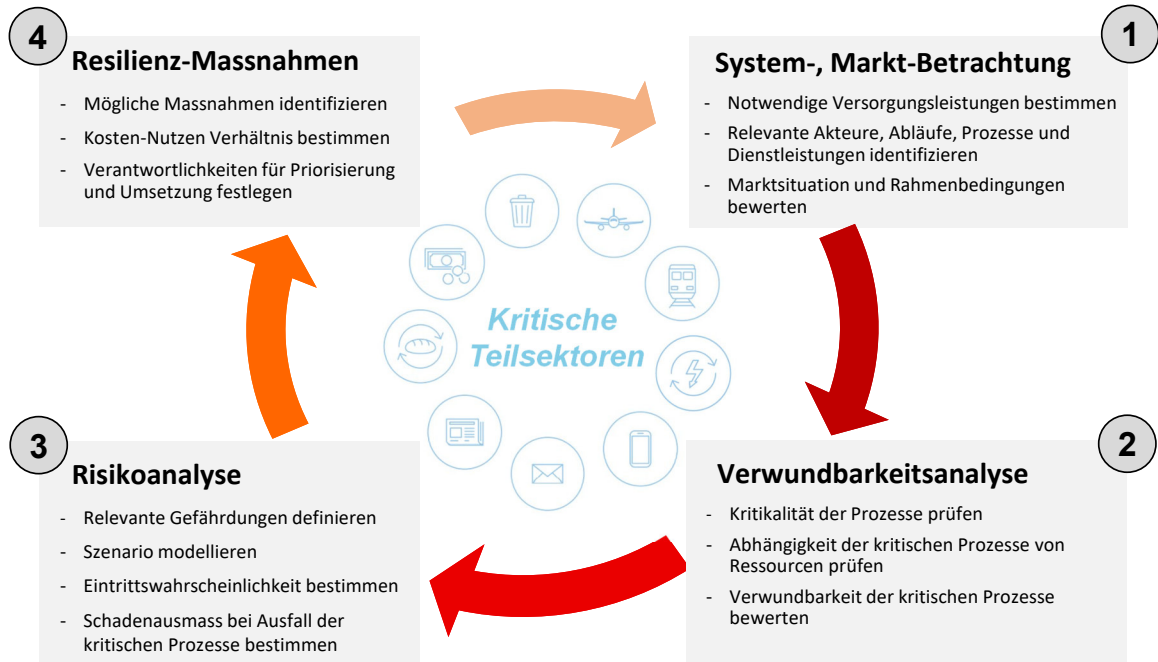 4
Resilienz-Massnahmen
- Mögliche Massnahmen identifizieren
- Kosten-Nutzen Verhältnis bestimmen
- Verantwortlichkeiten für Priorisierung
und Umsetzung festlegen
1
System-, Markt-Betrachtung
- Notwendige Versorgungsleistungen bestimmen
- Relevante Akteure, Abläufe, Prozesse und
Dienstleistungen identifizieren
- Marktsituation und Rahmenbedingungen
bewerten
Kritische
Teilsektoren
3
Risikoanalyse
- Relevante Gefährdungen definieren
- Szenario modellieren
- Eintrittswahrscheinlichkeit bestimmen
- Schadenausmass bei Ausfall der
kritischen Prozesse bestimmen
2
Verwundbarkeitsanalyse
- Kritikalität der Prozesse prüfen
- Abhängigkeit der kritischen Prozesse von
Ressourcen prüfen
- Verwundbarkeit der kritischen Prozesse
bewerten